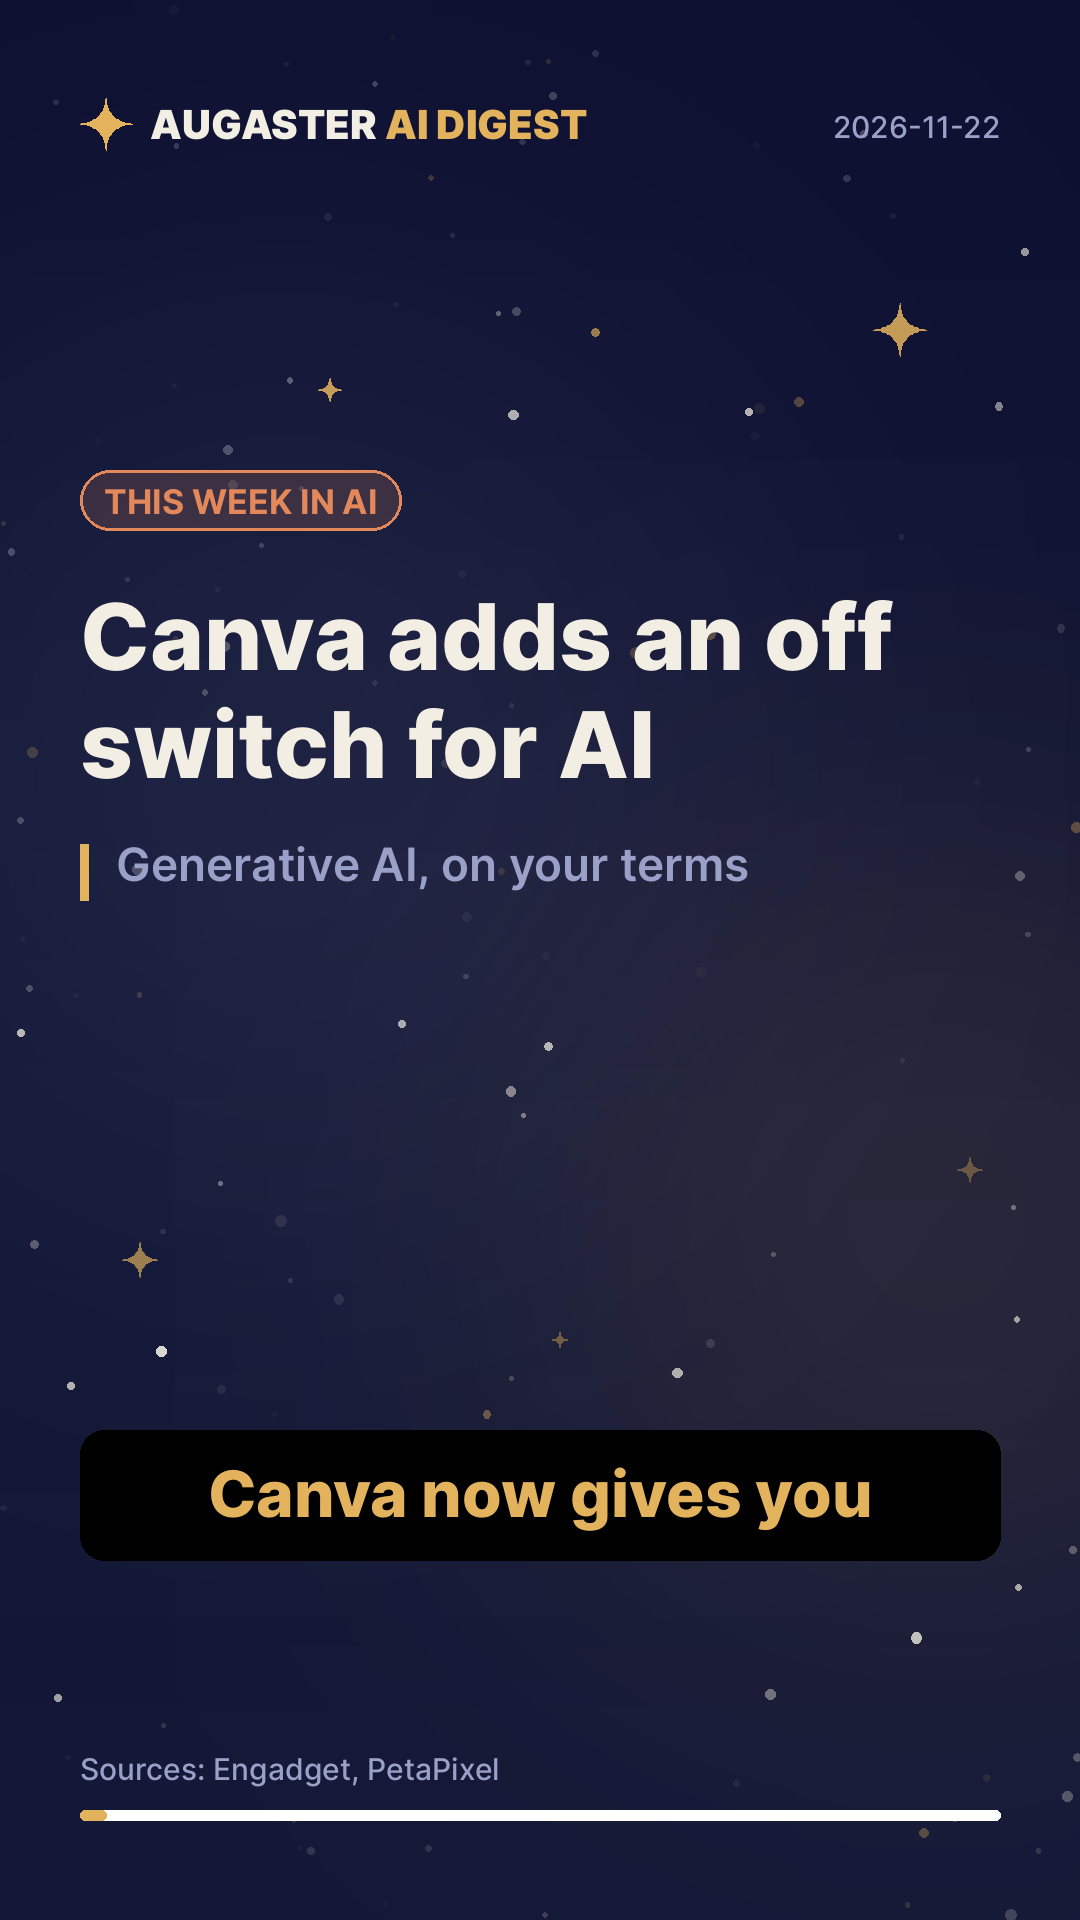 AUGASTER AI DIGEST
2026-11-22
THIS WEEK IN AI
Canva adds an off
switch for AI
Generative AI, on your terms
Canva now gives you
Sources: Engadget, PetaPixel